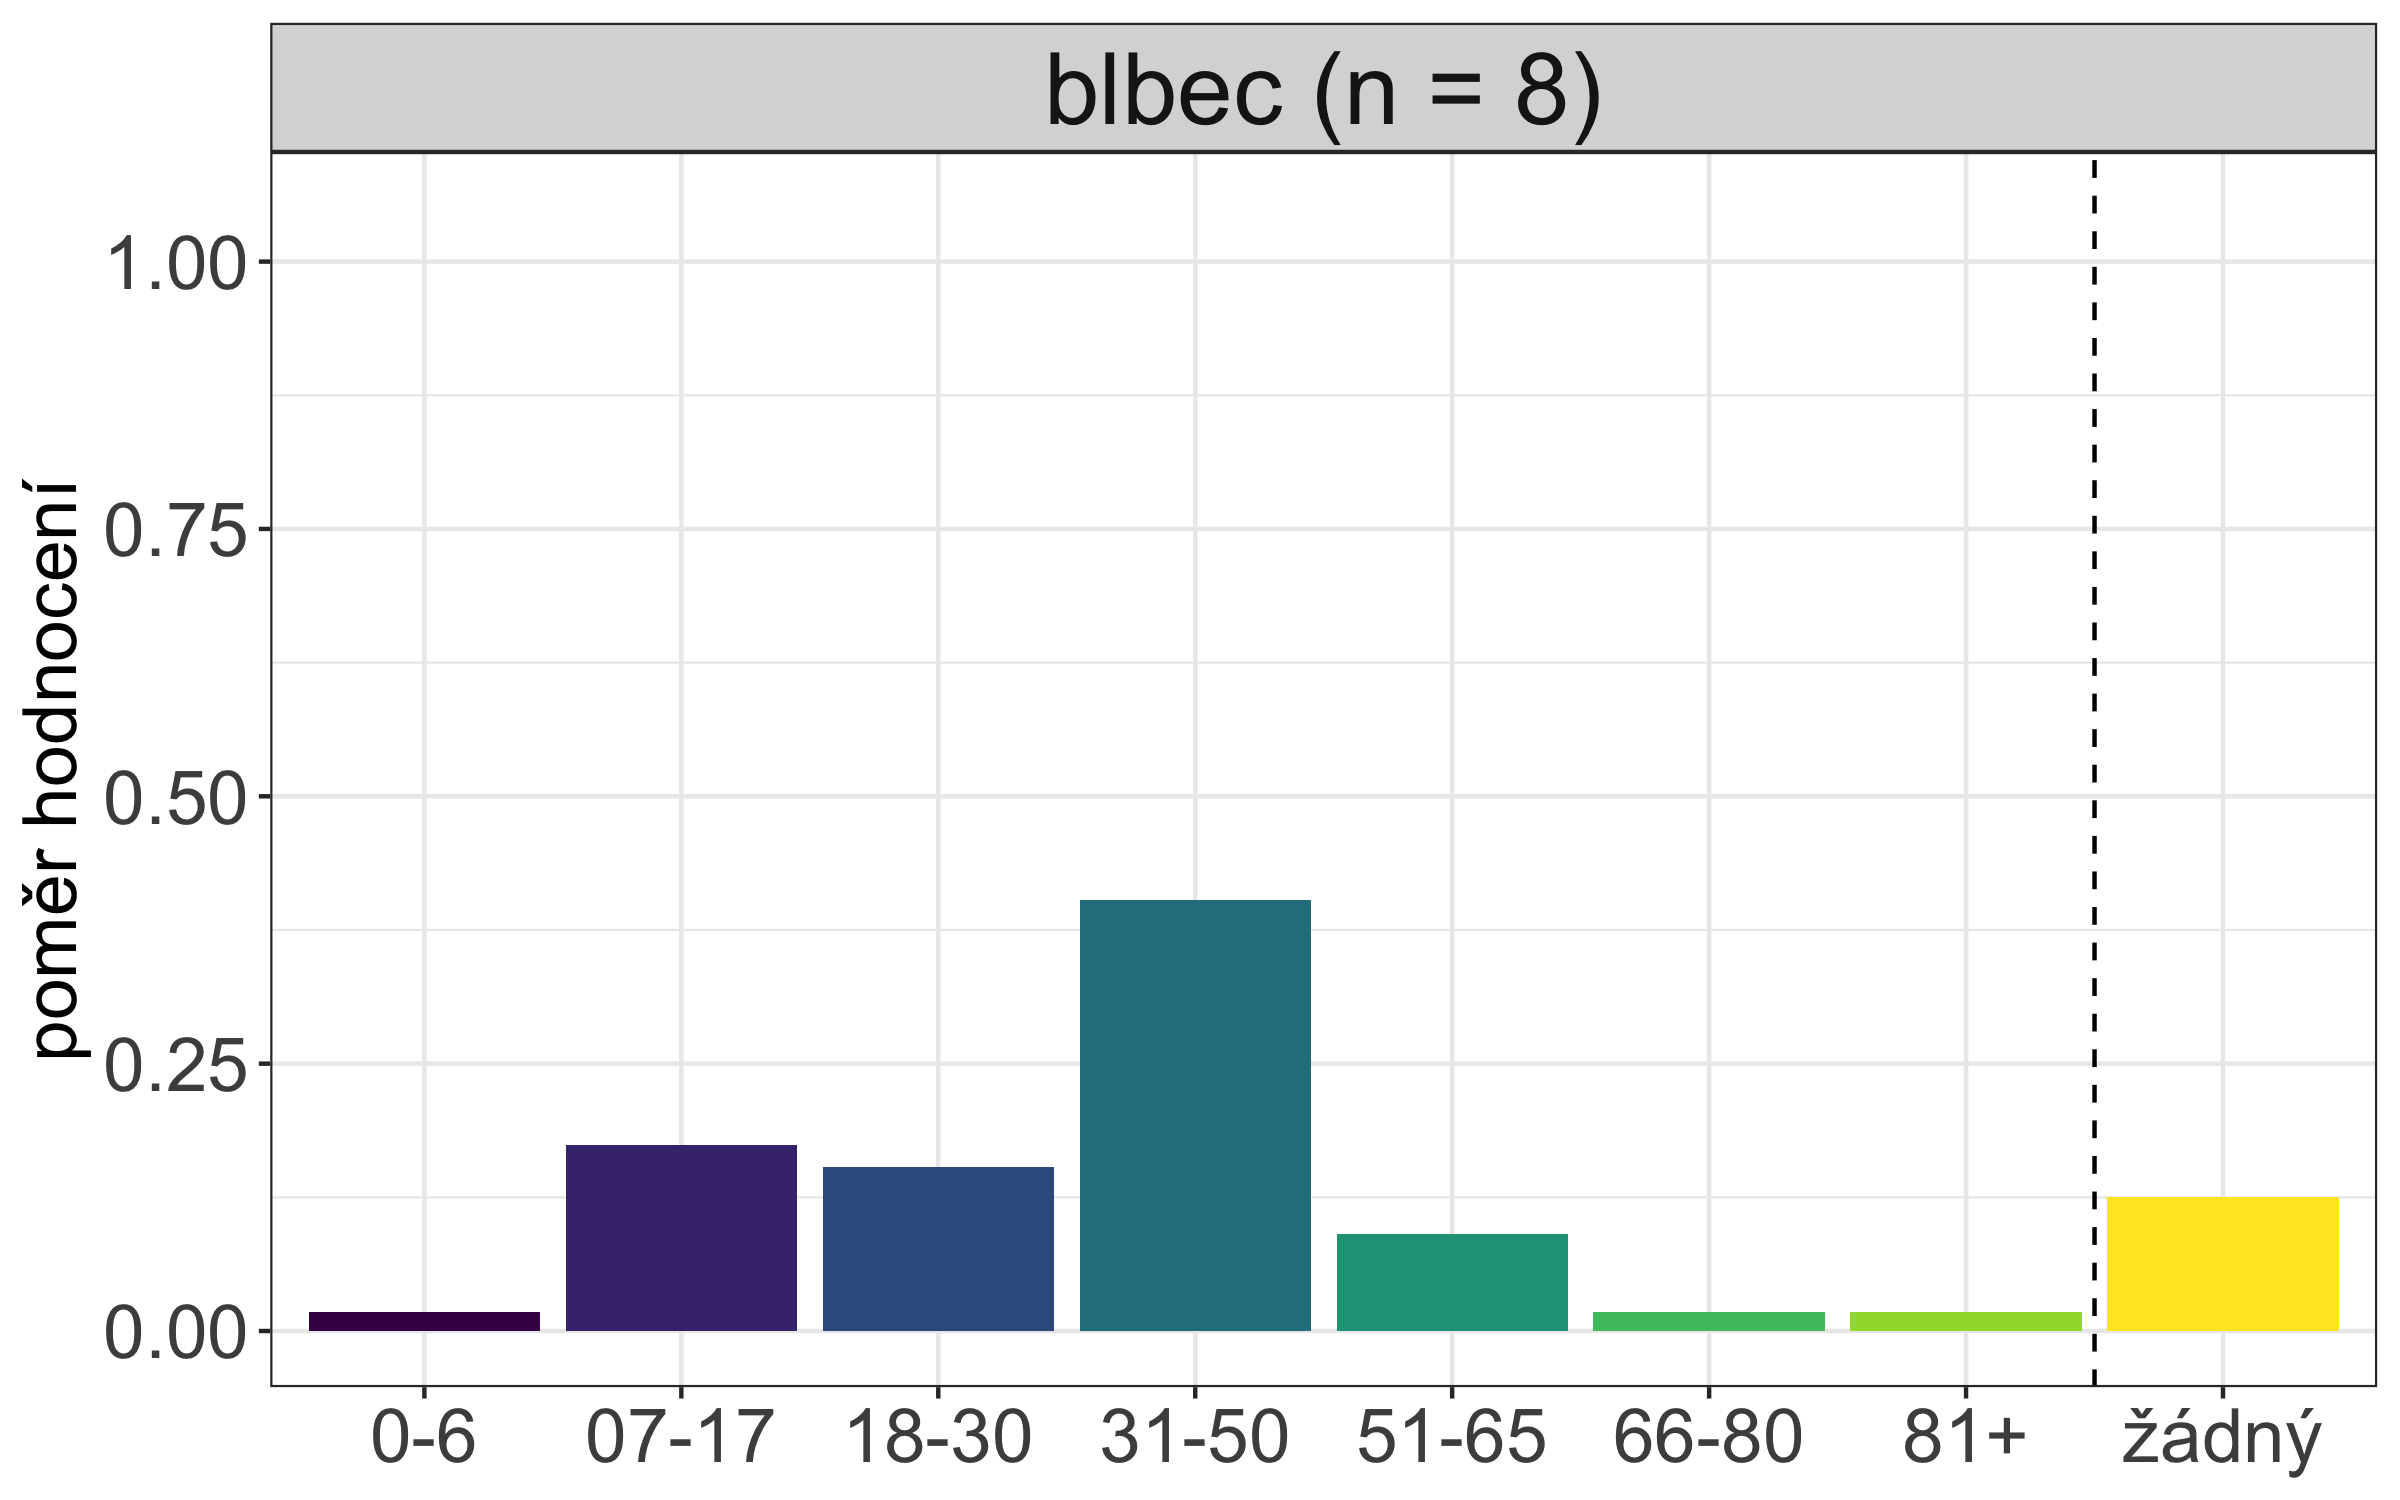 blbec (n = 8)
poměr hodnocení
1.00
0.75
0.50
0.25
0.00
0-6 07-17 18-30 31-50 51-65 66-80 81+ žádný